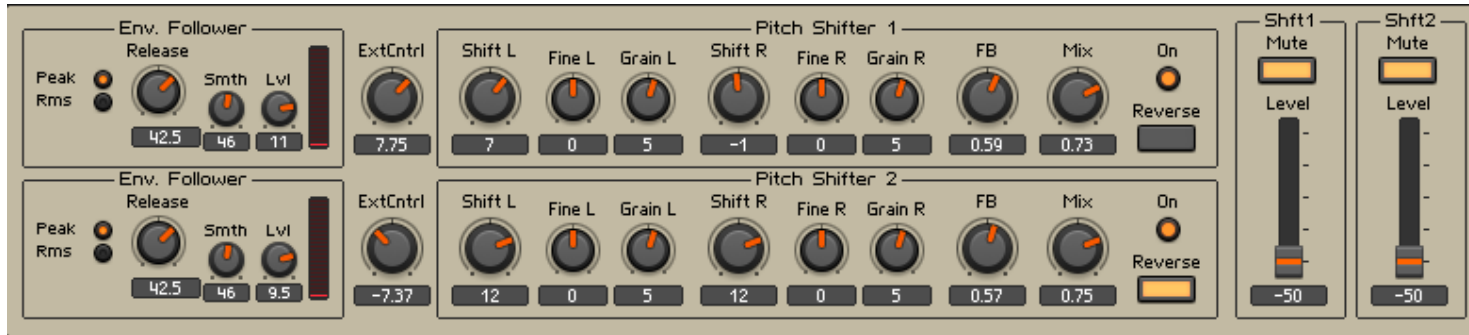 Env. Follower
Release
Peak
Rms
Smth Lvl
42.5 46 11
ExtCntrl
7.75
Pitch Shifter 1
Shift L Fine L Grain L Shift R Fine R Grain R FB Mix On
Reverse
7 0 5 -1 0 5 0.59 0.73
Env. Follower
Release
Peak
Rms
Smth Lvl
42.5 46 9.5
ExtCntrl
-7.37
Pitch Shifter 2
Shift L Fine L Grain L Shift R Fine R Grain R FB Mix On
Reverse
12 0 5 12 0 5 0.57 0.75
Shft1
Mute
Level
-50
Shft2
Mute
Level
-50